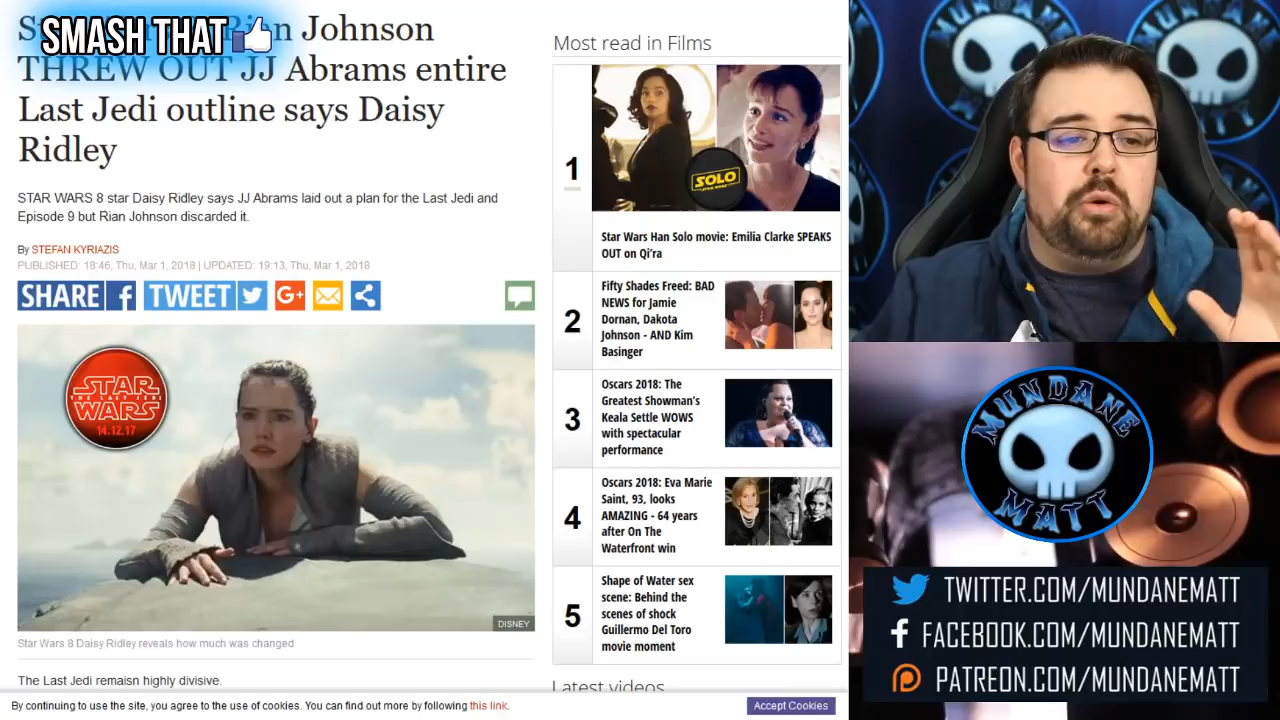 SMASH THAT
Johnson
THREW OUT JJ Abrams entire
Last Jedi outline says Daisy
Ridley
STAR WARS 8 star Daisy Ridley says JJ Abrams laid out a plan for the Last Jedi and
Episode 9 but Rian Johnson discarded it.
By STEFAN KYRIAZIS
PUBLISHED: 18:46, Thu, Mar 1, 2018 | UPDATED: 19:13, Thu, Mar 1, 2018
SHARE f TWEET G+
STAR
THE LAST JEDI
WARS
14.12.17
DISNEY
Star Wars 8 Daisy Ridley reveals how much was changed
The Last Jedi remaisn highly divisive.
By continuing to use the site, you agree to the use of cookies. You can find out more by following this link.
Accept Cookies
Most read in Films
1
SOLO
Star Wars Han Solo movie: Emilia Clarke SPEAKS
OUT on Qi'ra
2
Fifty Shades Freed: BAD
NEWS for Jamie
Dornan, Dakota
Johnson - AND Kim
Basinger
3
Oscars 2018: The
Greatest Showman's
Keala Settle WOWS
with spectacular
performance
4
Oscars 2018: Eva Marie
Saint, 93, looks
AMAZING - 64 years
after On The
Waterfront win
5
Shape of Water sex
scene: Behind the
scenes of shock
Guillermo Del Toro
movie moment
Latest videos
MUNDANE
MATT
MUNDANE
MATT
TWITTER.COM/MUNDANEMATT
FACEBOOK.COM/MUNDANEMATT
PATREON.COM/MUNDANEMATT